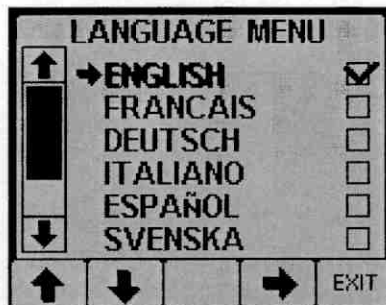 LANGUAGE MENU
ENGLISH
FRANCAIS
DEUTSCH
ITALIANO
ESPAÑOL
SVENSKA
EXIT